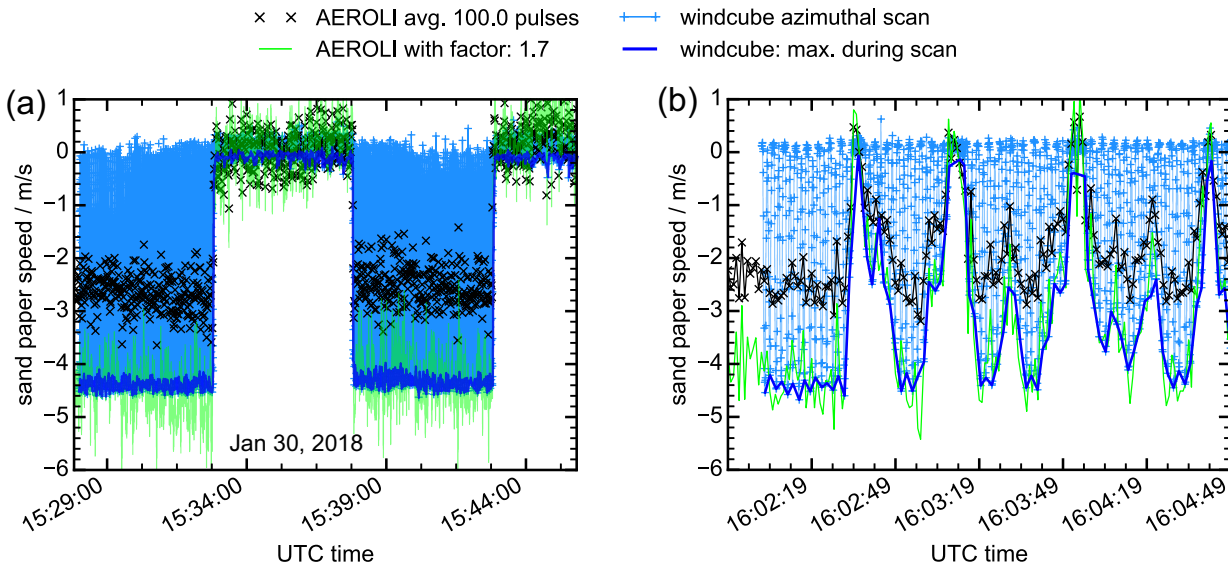 AEROLI avg. 100.0 pulses
windcube azimuthal scan
AEROLI with factor: 1.7
windcube: max. during scan
(a)
(b)
1
0
−1
−2
−3
−4
−5
−6
sand paper speed / m/s
Jan 30, 2018
15:29:00
15:34:00
15:39:00
15:44:00
UTC time
1
0
−1
−2
−3
−4
−5
−6
sand paper speed / m/s
16:02:19
16:02:49
16:03:19
16:03:49
16:04:19
16:04:49
UTC time